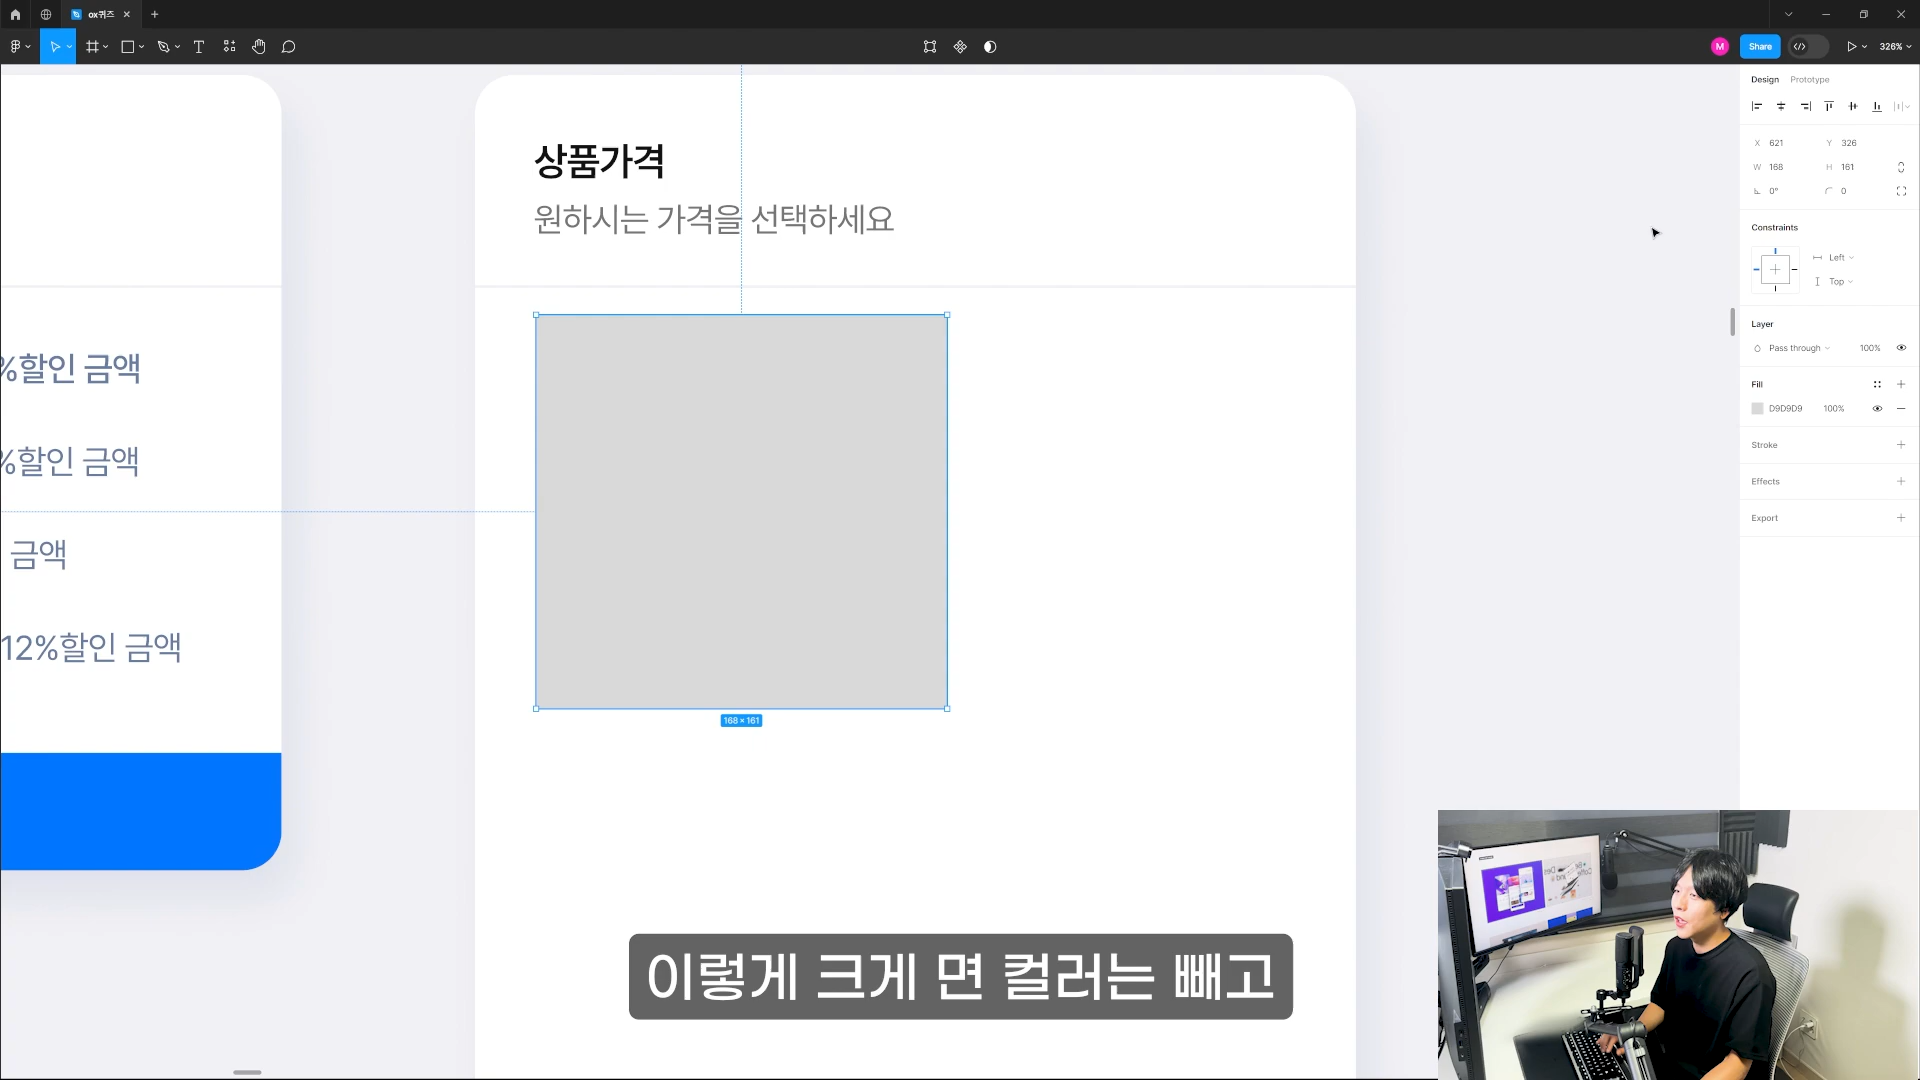 ox퀴즈
M
Share
326%
Design
Prototype
X 621
Y 326
W 168
H 161
0°
0
Constraints
Left
Top
Layer
Pass through
100%
Fill
D9D9D9
100%
Stroke
Effects
Export
상품가격
원하시는 가격을 선택하세요
%할인 금액
%할인 금액
금액
12%할인 금액
168 × 161
이렇게 크게 면 컬러는 빼고